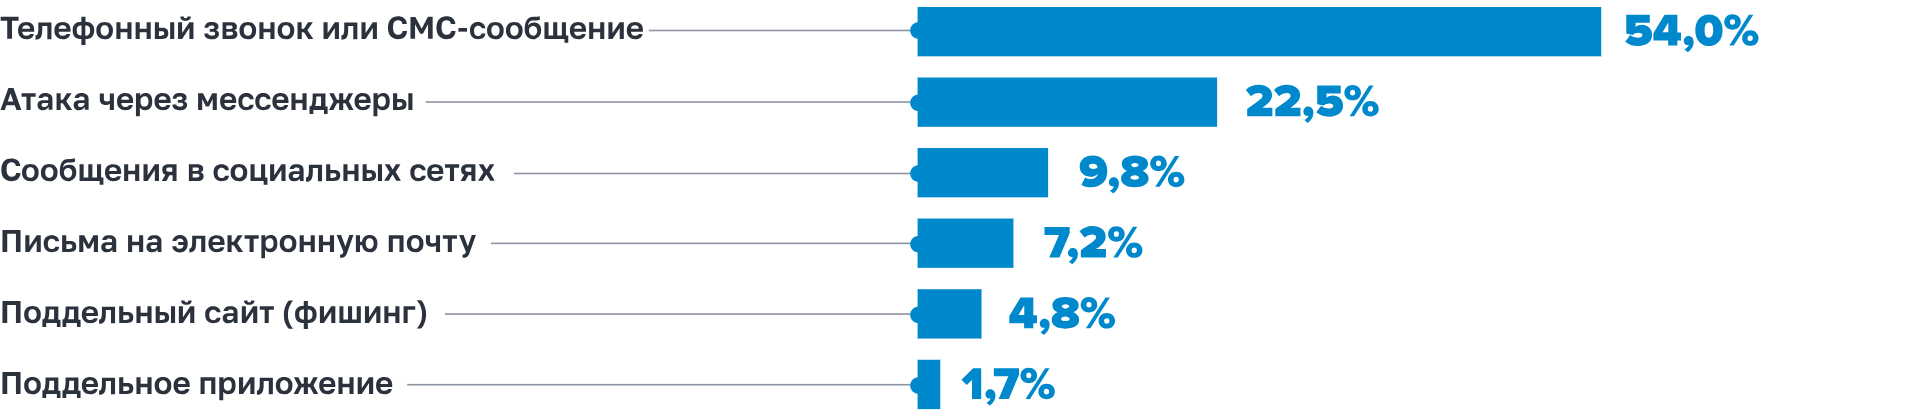 Телефонный звонок или СМС-сообщение 54,0%
Атака через мессенджеры 22,5%
Сообщения в социальных сетях 9,8%
Письма на электронную почту 7,2%
Поддельный сайт (фишинг) 4,8%
Поддельное приложение 1,7%